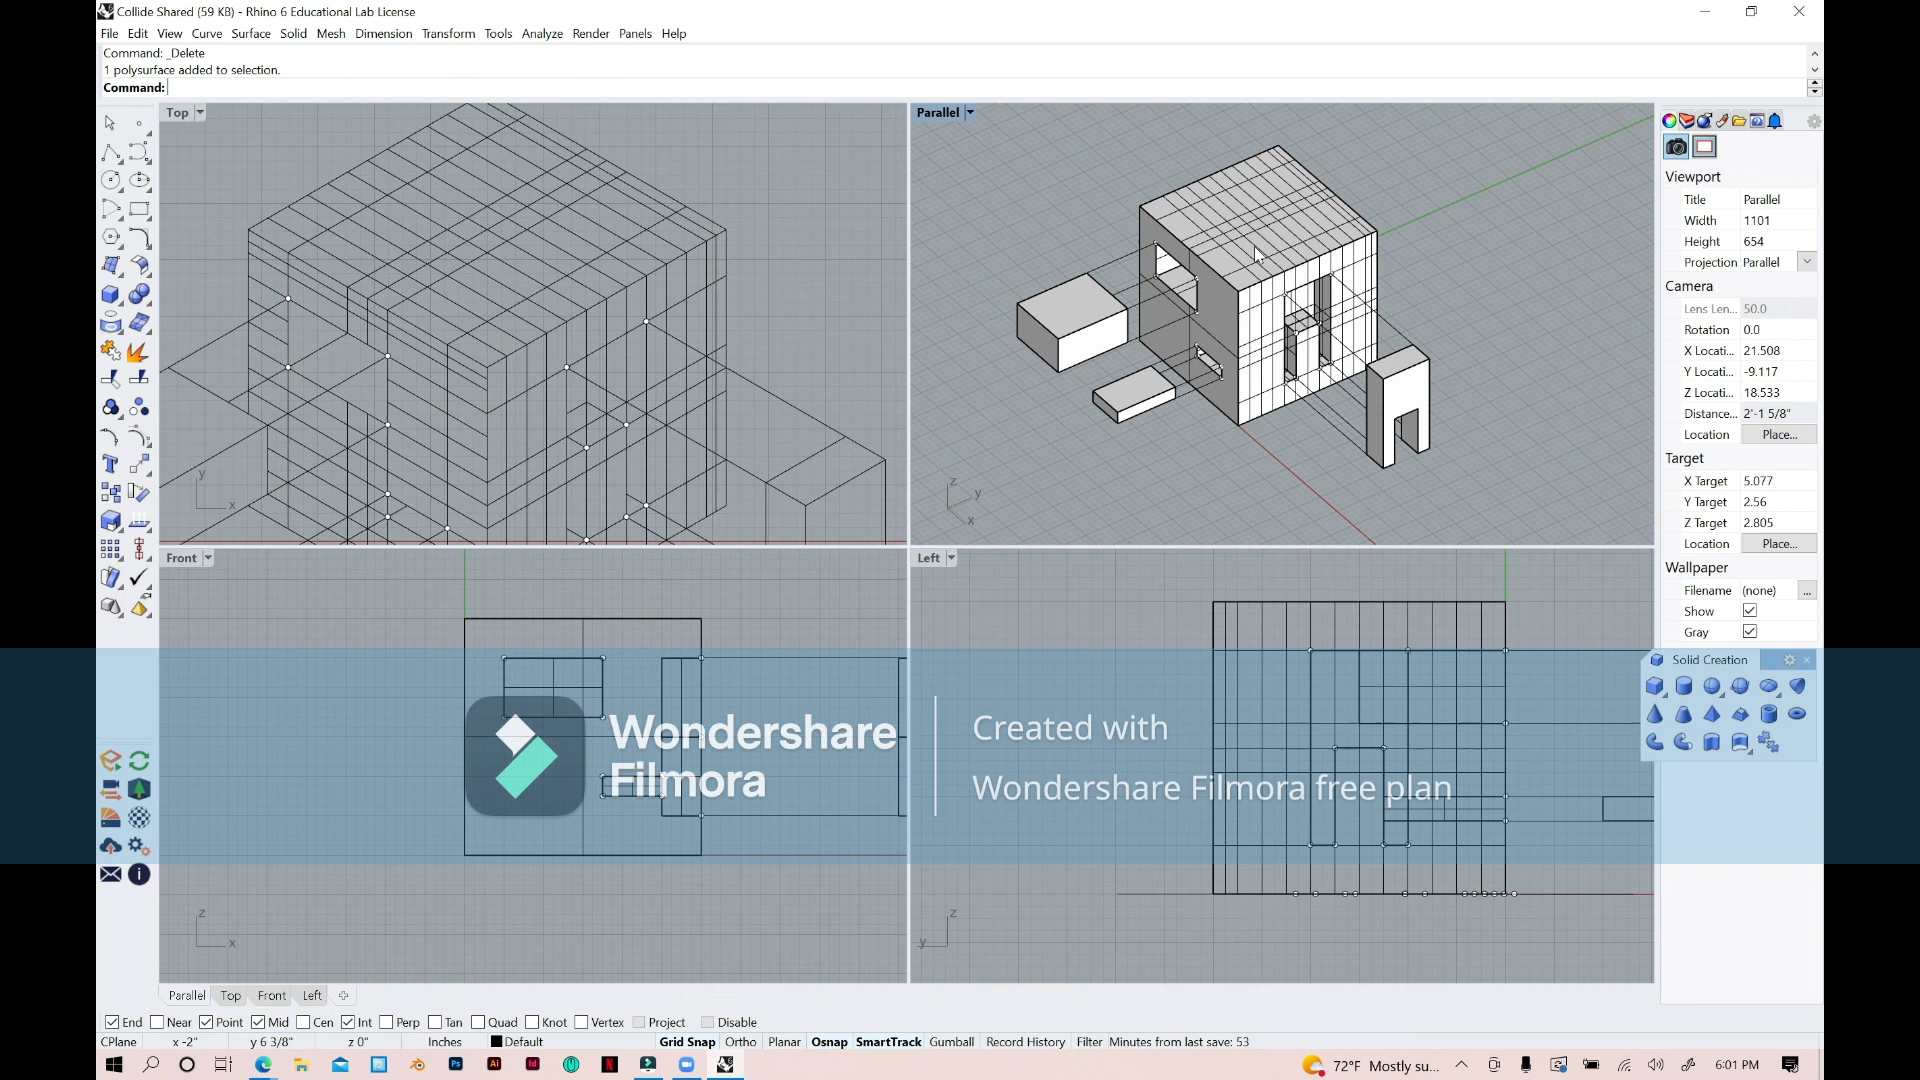 Collide Shared (59 KB) - Rhino 6 Educational Lab License
File Edit View Curve Surface Solid Mesh Dimension Transform Tools Analyze Render Panels Help
Command: _Delete
1 polysurface added to selection.
Command:
Top
Parallel
Viewport
Title Parallel
Width 1101
Height 654
Projection Parallel
Camera
Lens Len... 50.0
Rotation 0.0
X Locati... 21.508
Y Locati... -9.117
Z Locati... 18.533
Distance... 2'-1 5/8"
Location Place...
Target
X Target 5.077
Y Target 2.56
Z Target 2.805
Location Place...
Wallpaper
Filename (none) ...
Show
Gray
y
x
z
y
x
Front
Left
Solid Creation
Wondershare
Filmora
Created with
Wondershare Filmora free plan
z
x
z
y
Parallel Top Front Left
End Near Point Mid Cen Int Perp Tan Quad Knot Vertex Project Disable
CPlane x -2" y 6 3/8" z 0" Inches Default Grid Snap Ortho Planar Osnap SmartTrack Gumball Record History Filter Minutes from last save: 53
72°F Mostly su... 6:01 PM